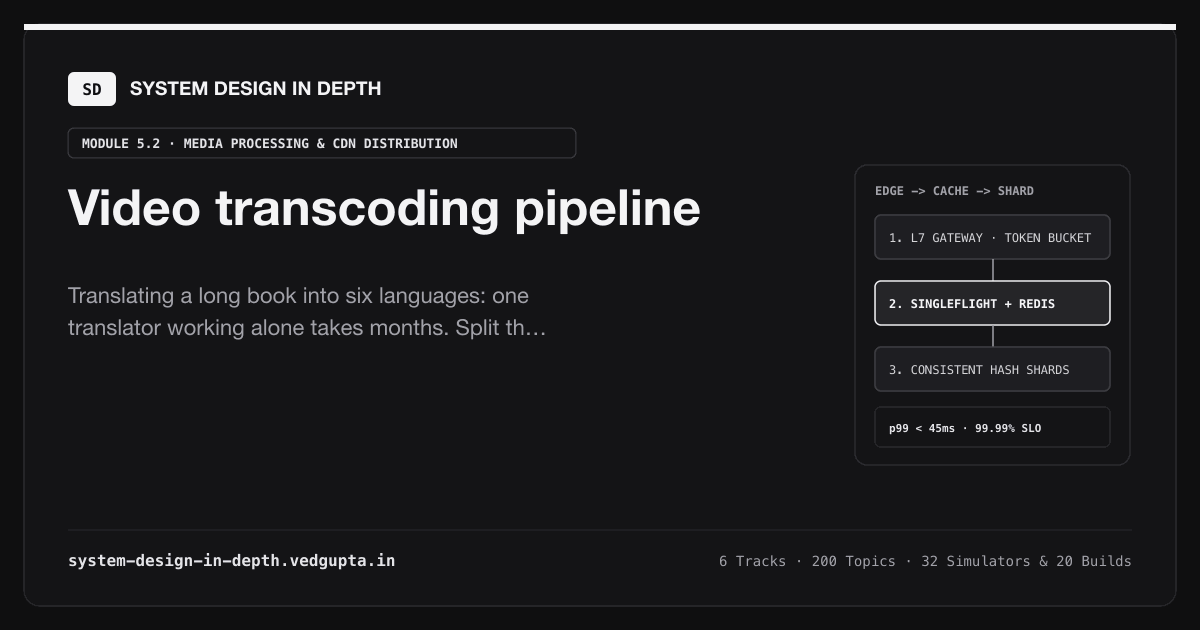 SD
SYSTEM DESIGN IN DEPTH
MODULE 5.2 · MEDIA PROCESSING & CDN DISTRIBUTION
Video transcoding pipeline
Translating a long book into six languages: one
translator working alone takes months. Split th…
EDGE -> CACHE -> SHARD
1. L7 GATEWAY · TOKEN BUCKET
2. SINGLEFLIGHT + REDIS
3. CONSISTENT HASH SHARDS
p99 < 45ms · 99.99% SLO
system-design-in-depth.vedgupta.in
6 Tracks · 200 Topics · 32 Simulators & 20 Builds